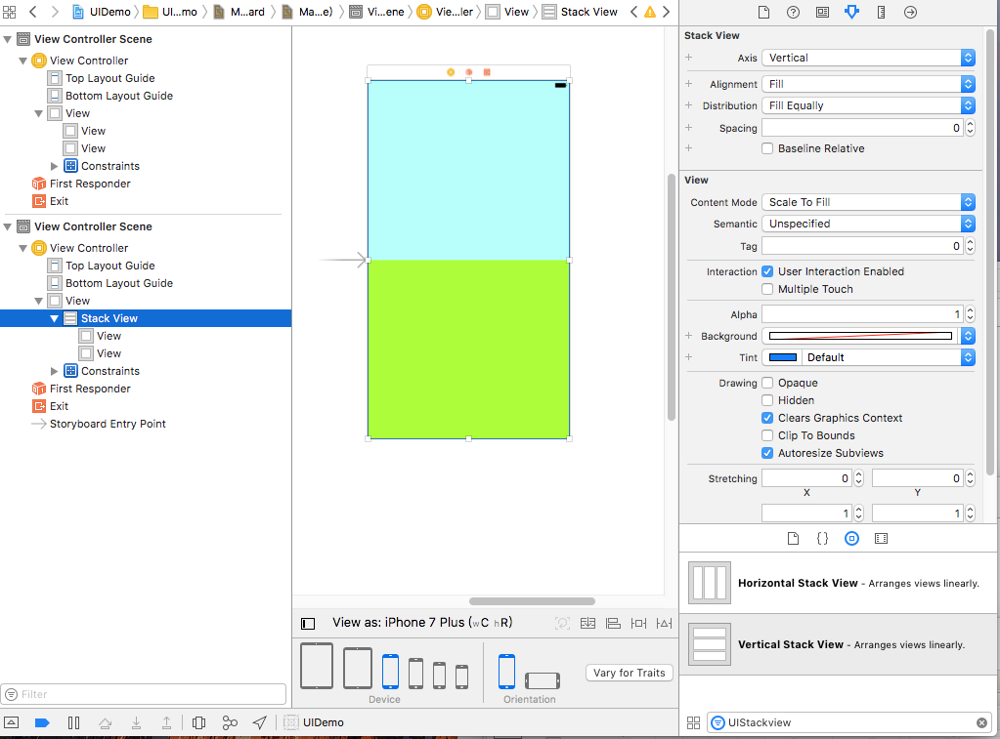 UIDemo UI...mo M...ard Ma...e) Vi...ene Vie...ler View Stack View
View Controller Scene
View Controller
Top Layout Guide
Bottom Layout Guide
View
View
View
Constraints
First Responder
Exit
View Controller Scene
View Controller
Top Layout Guide
Bottom Layout Guide
View
Stack View
View
View
Constraints
First Responder
Exit
Storyboard Entry Point
Filter
View as: iPhone 7 Plus (wC hR)
Vary for Traits
Device
Orientation
UIDemo
Stack View
Axis Vertical
Alignment Fill
Distribution Fill Equally
Spacing 0
Baseline Relative
View
Content Mode Scale To Fill
Semantic Unspecified
Tag 0
Interaction User Interaction Enabled
Multiple Touch
Alpha 1
Background
Tint Default
Drawing Opaque
Hidden
Clears Graphics Context
Clip To Bounds
Autoresize Subviews
Stretching 0 0
X Y
1 1
{}
Horizontal Stack View - Arranges views linearly.
Vertical Stack View - Arranges views linearly.
UIStackview